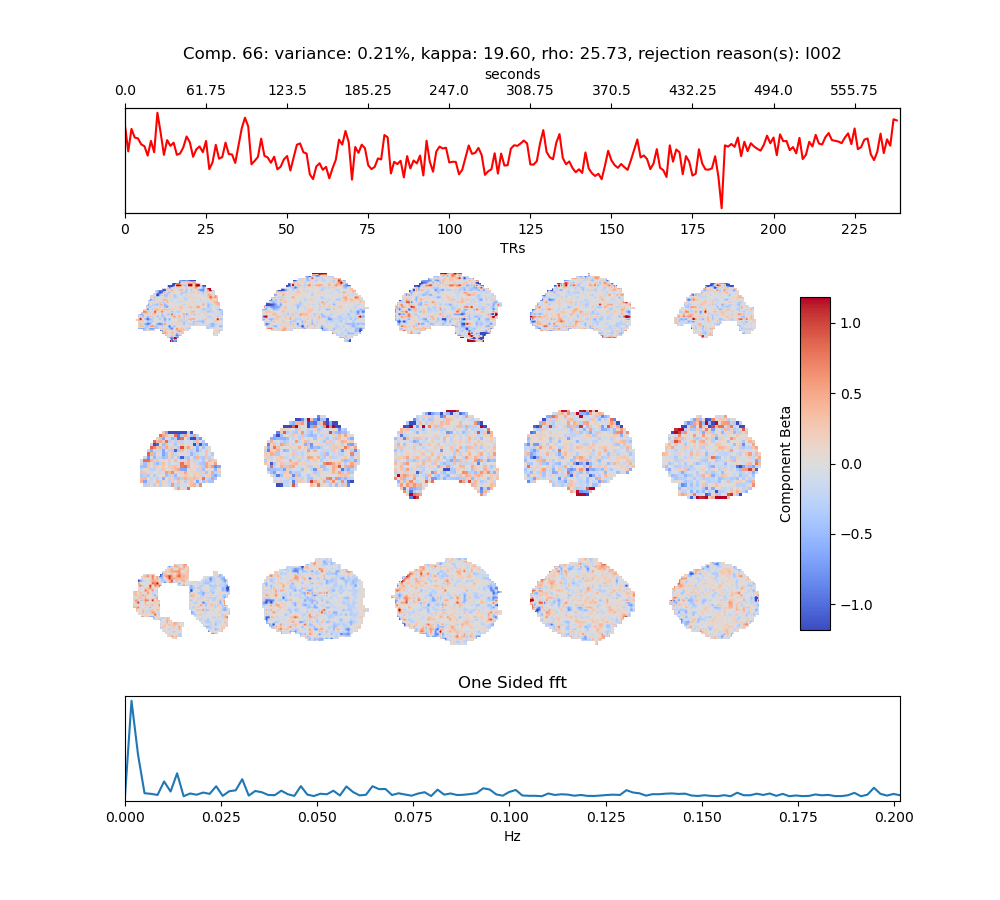 Comp. 66: variance: 0.21%, kappa: 19.60, rho: 25.73, rejection reason(s): I002
seconds
0.0 61.75 123.5 185.25 247.0 308.75 370.5 432.25 494.0 555.75
0 25 50 75 100 125 150 175 200 225
TRs
1.0
0.5
0.0
−0.5
−1.0
Component Beta
One Sided fft
0.000 0.025 0.050 0.075 0.100 0.125 0.150 0.175 0.200
Hz